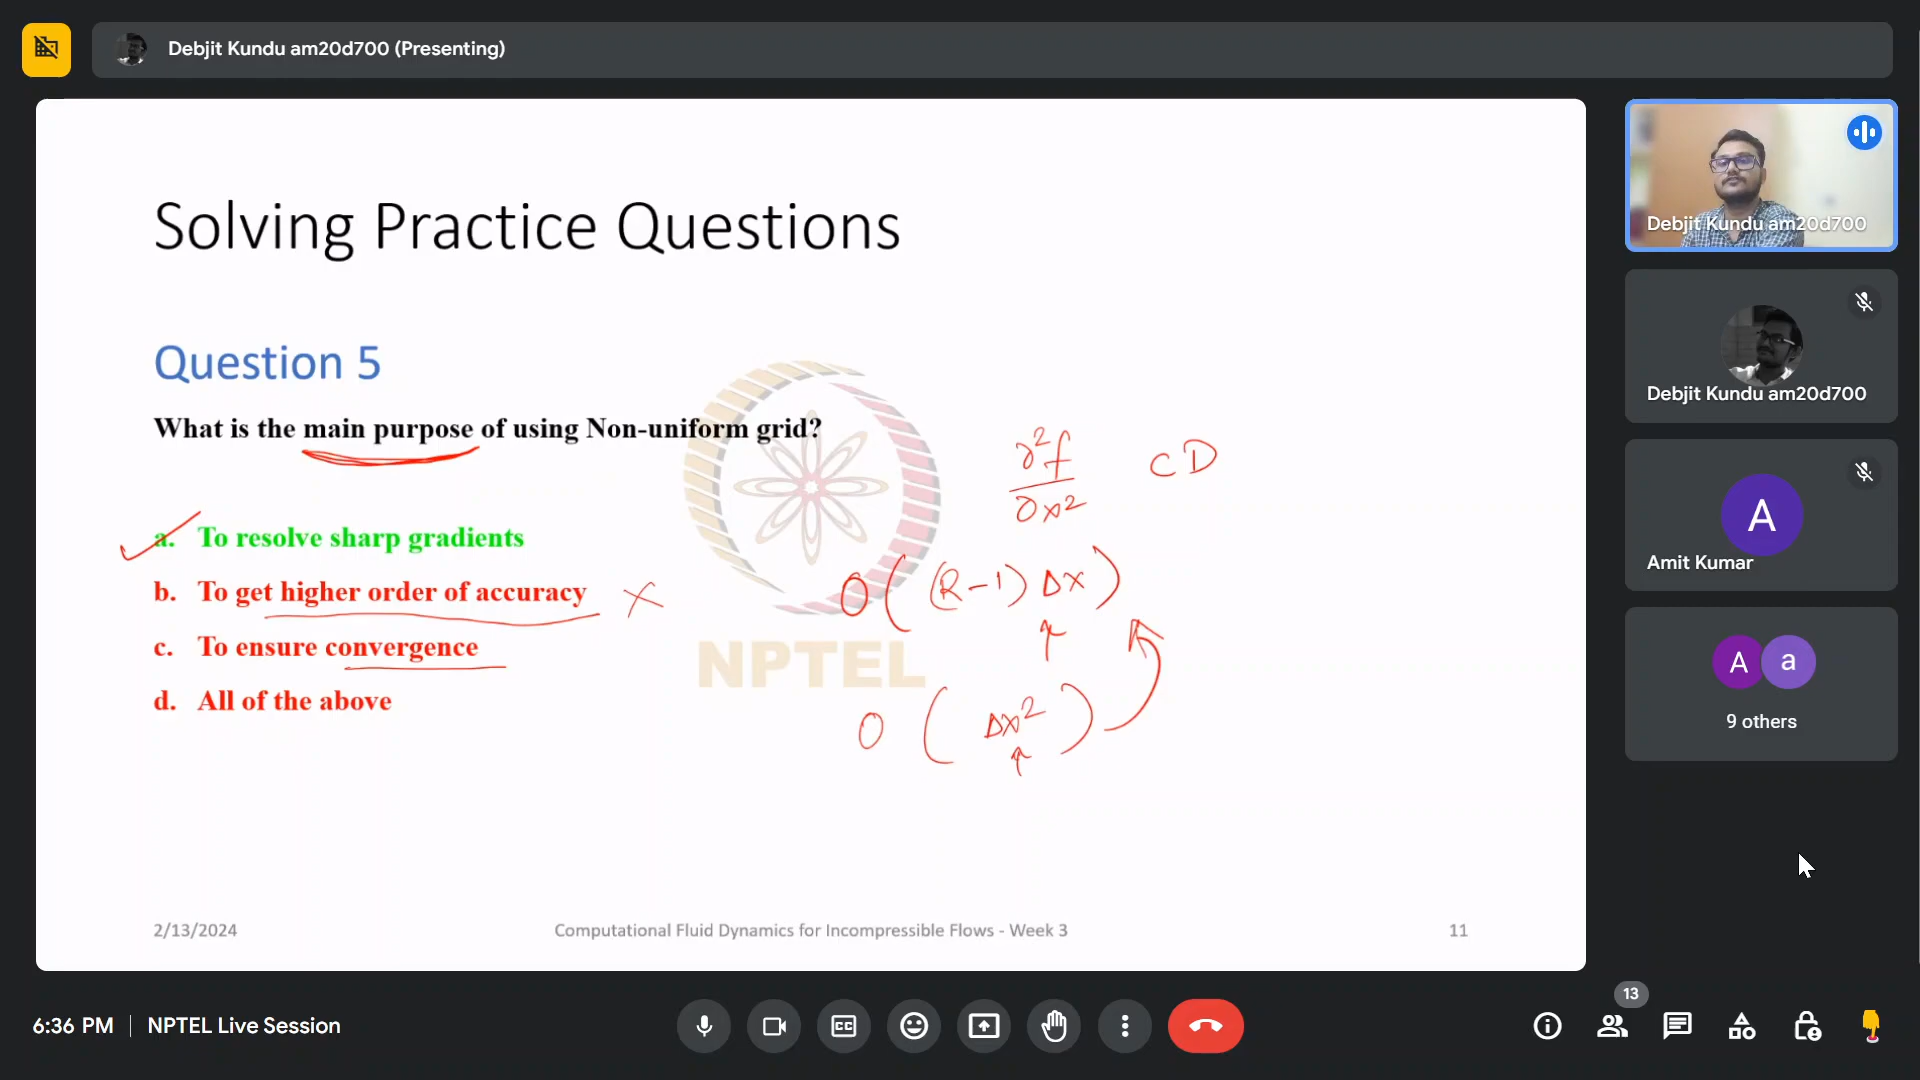 Debjit Kundu am20d700 (Presenting)
Solving Practice Questions
Question 5
What is the main purpose of using Non-uniform grid?
a. To resolve sharp gradients
b. To get higher order of accuracy
c. To ensure convergence
d. All of the above
∂²f
∂x²
CD
O((R-1)Δx)
O(Δx²)
NPTEL
2/13/2024
Computational Fluid Dynamics for Incompressible Flows - Week 3
11
Debjit Kundu am20d700
Debjit Kundu am20d700
A
Amit Kumar
A a
9 others
6:36 PM | NPTEL Live Session
CC
13